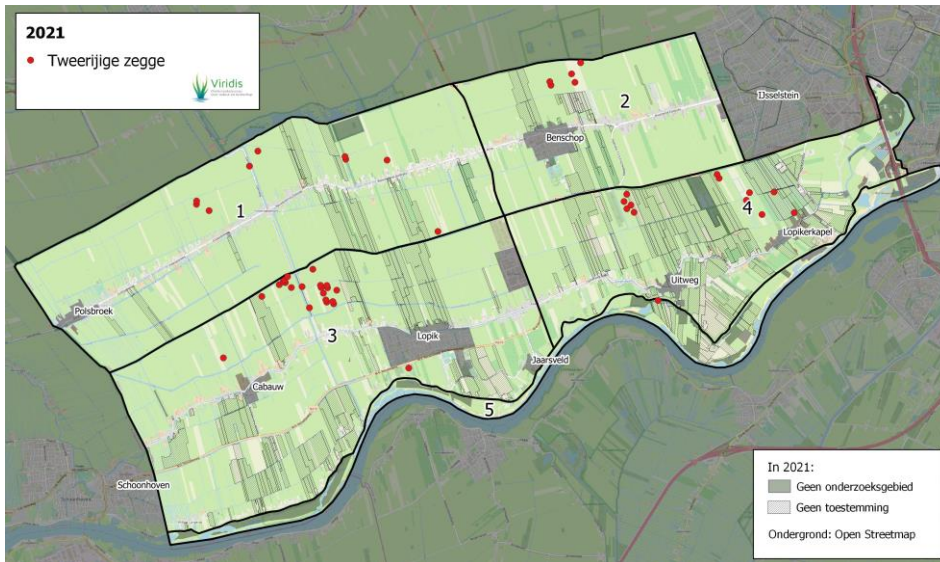 2021
Tweerijige zegge
Viridis
IJsselstein
2
Benschop
1
4
Lopikerkapel
Polsbroek
Uitweg
3
Lopik
Jaarsveld
Cabauw
5
Schoonhoven
In 2021:
Geen onderzoeksgebied
Geen toestemming
Ondergrond: Open Streetmap